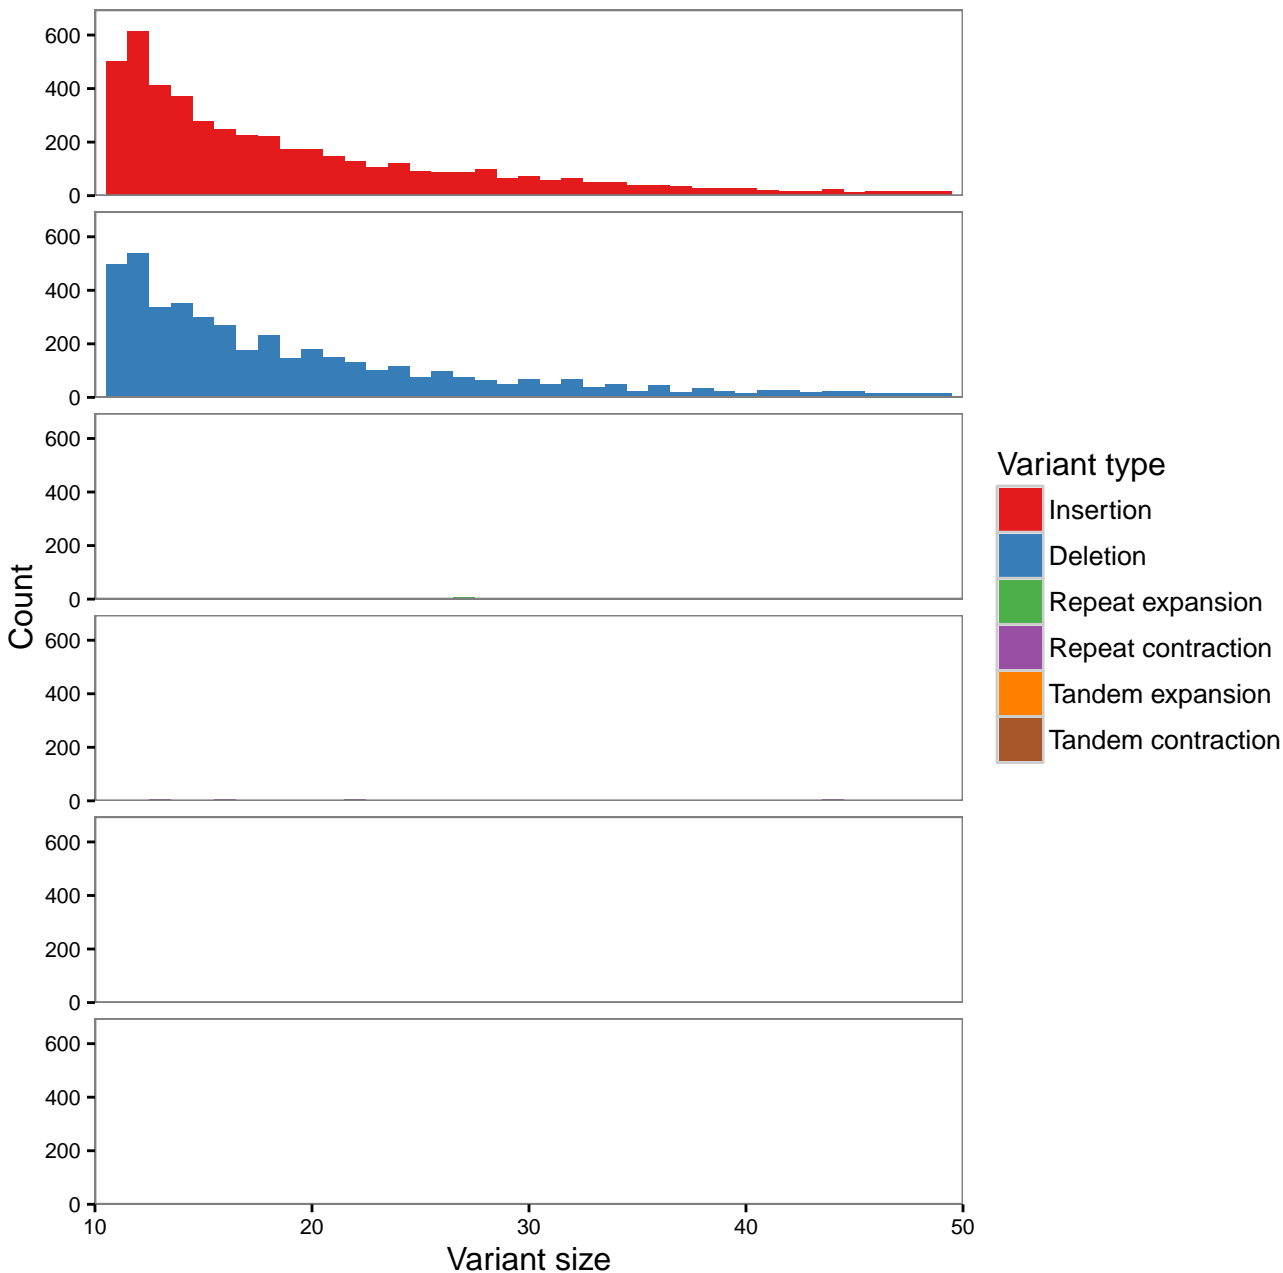 600
400
200
0
600
400
200
0
600
400
200
0
600
400
200
0
600
400
200
0
600
400
200
0
Count
10 20 30 40 50
Variant size
Variant type
Insertion
Deletion
Repeat expansion
Repeat contraction
Tandem expansion
Tandem contraction